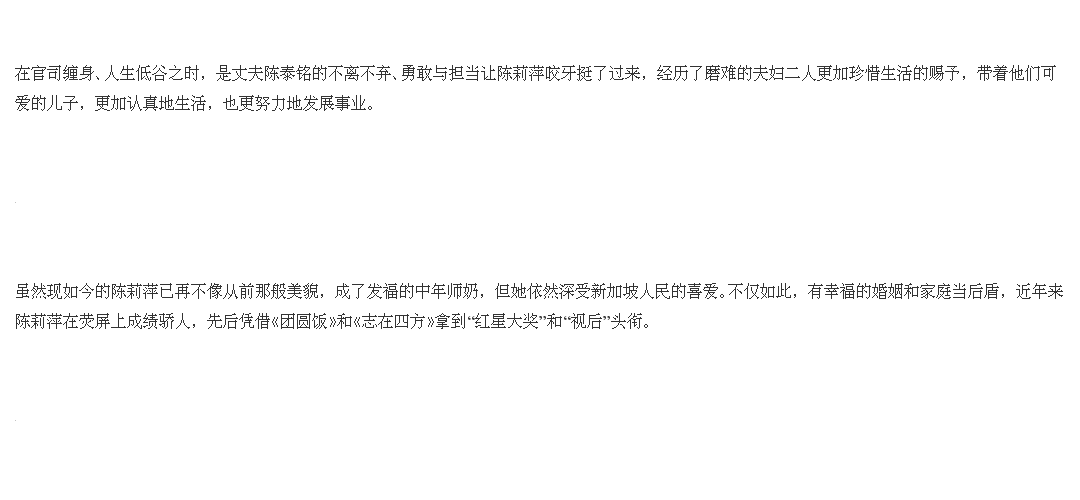 在官司缠身、人生低谷之时，是丈夫陈泰铭的不离不弃、勇敢与担当让陈莉萍咬牙挺了过来，经历了磨难的夫妇二人更加珍惜生活的赐予，带着他们可
爱的儿子，更加认真地生活，也更努力地发展事业。
虽然现如今的陈莉萍已再不像从前那般美貌，成了发福的中年师奶，但她依然深受新加坡人民的喜爱。不仅如此，有幸福的婚姻和家庭当后盾，近年来
陈莉萍在荧屏上成绩骄人，先后凭借《团圆饭》和《志在四方》拿到“红星大奖”和“视后”头衔。